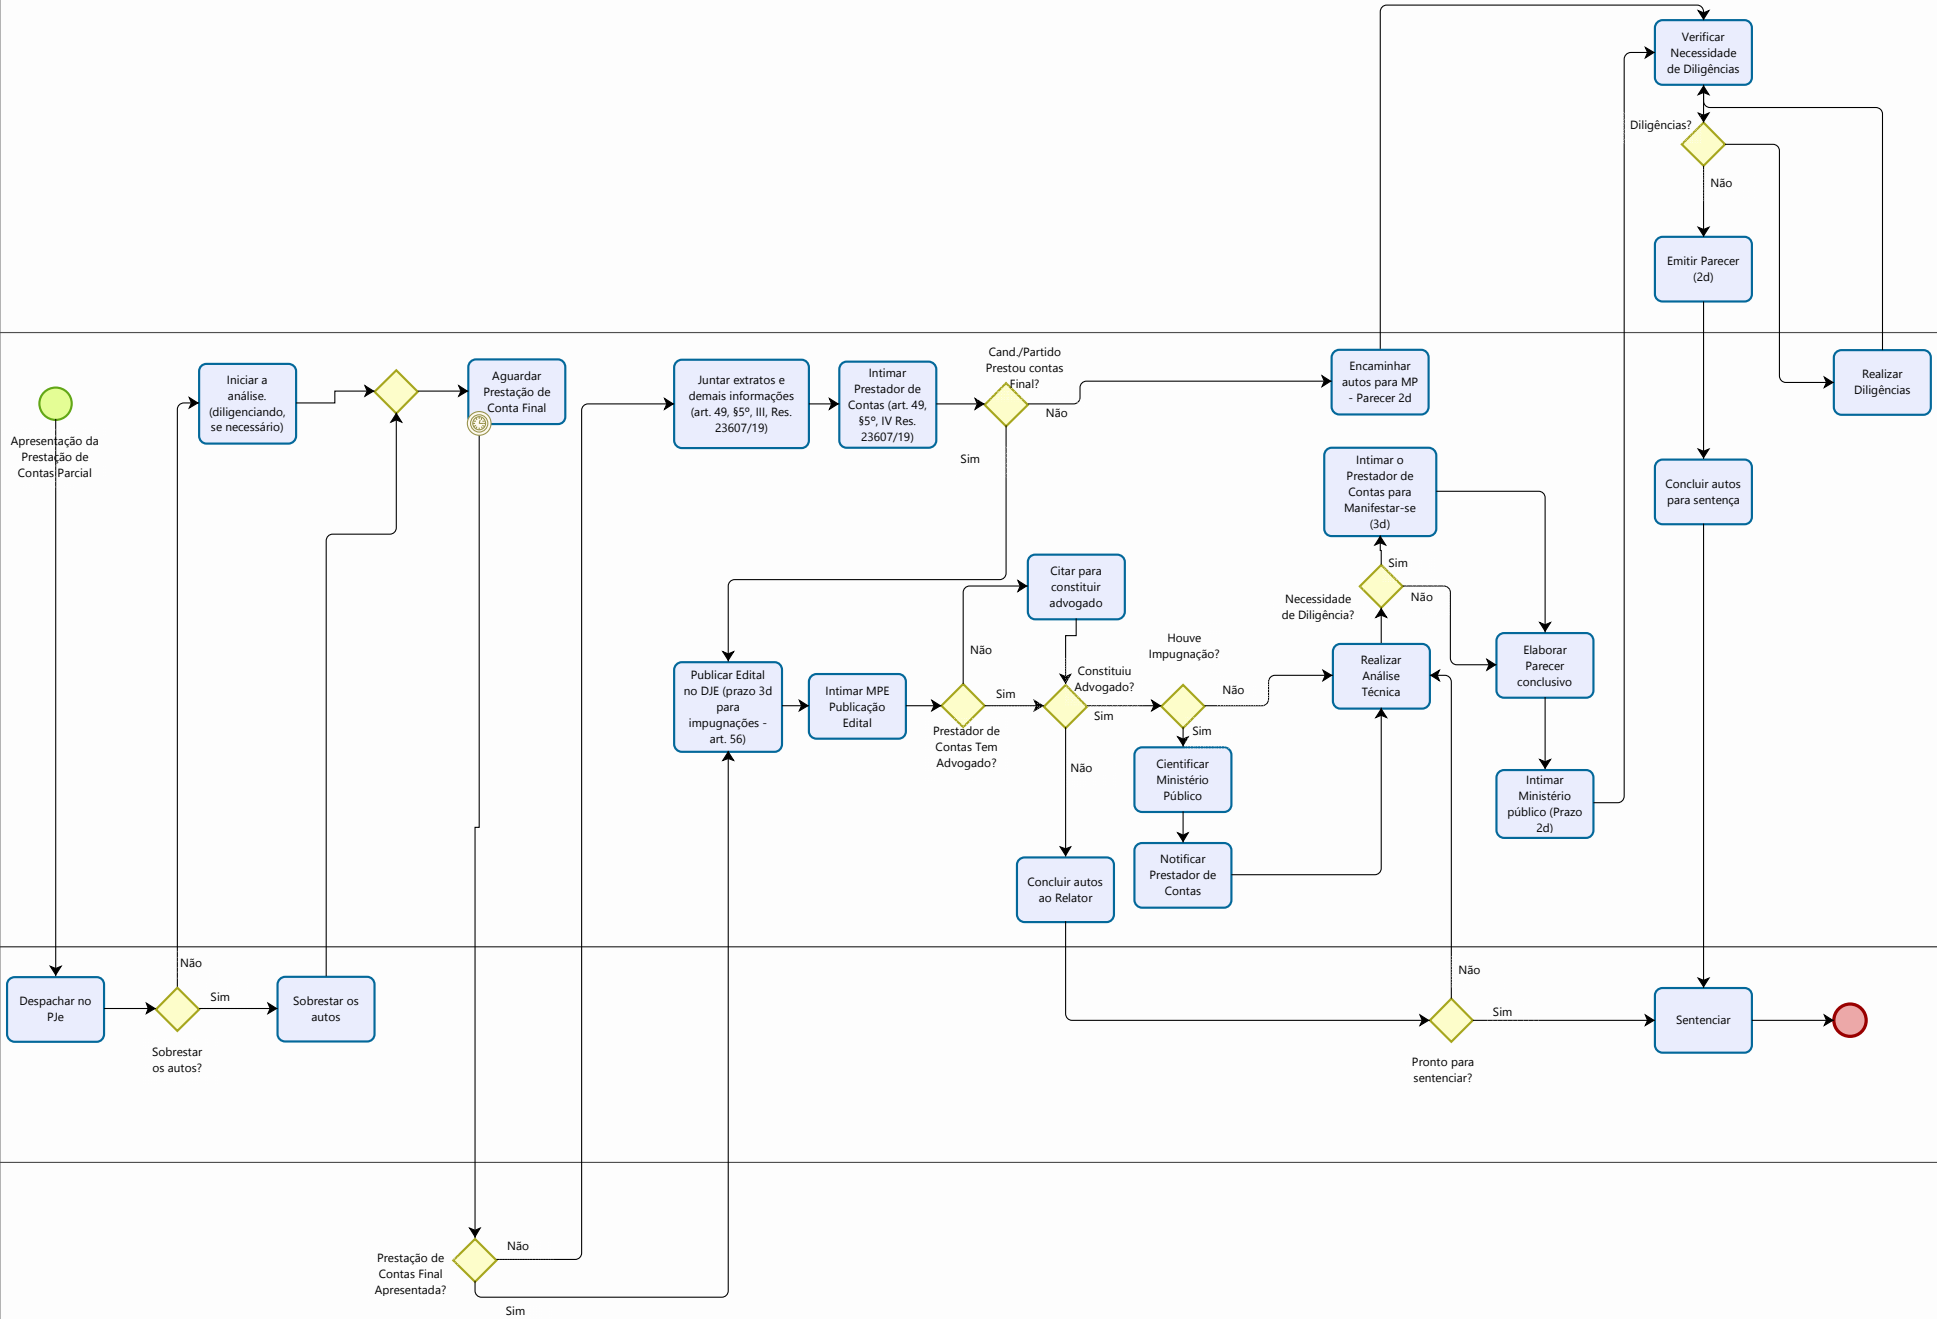 Verificar
Necessidade
de Diligências
Diligências?
Não
Emitir Parecer
(2d)
Apresentação da
Prestação de
Contas Parcial
Iniciar a
análise.
(diligenciando,
se necessário)
Aguardar
Prestação de
Conta Final
Juntar extratos e
demais informações
(art. 49, §5º, III, Res.
23607/19)
Intimar
Prestador de
Contas (art. 49,
§5º, IV Res.
23607/19)
Cand./Partido
Prestou contas
Final?
Não
Sim
Encaminhar
autos para MP
- Parecer 2d
Realizar
Diligências
Intimar o
Prestador de
Contas para
Manifestar-se
(3d)
Concluir autos
para sentença
Sim
Não
Necessidade
de Diligência?
Citar para
constituir
advogado
Não
Houve
Impugnação?
Publicar Edital
no DJE (prazo 3d
para
impugnações -
art. 56)
Intimar MPE
Publicação
Edital
Sim
Prestador de
Contas Tem
Advogado?
Constituiu
Advogado?
Sim
Não
Não
Sim
Realizar
Análise
Técnica
Elaborar
Parecer
conclusivo
Cientificar
Ministério
Público
Intimar
Ministério
público (Prazo
2d)
Notificar
Prestador de
Contas
Concluir autos
ao Relator
Despachar no
PJe
Não
Sim
Sobrestar
os autos?
Sobrestar os
autos
Não
Sim
Pronto para
sentenciar?
Sentenciar
Prestação de
Contas Final
Apresentada?
Não
Sim